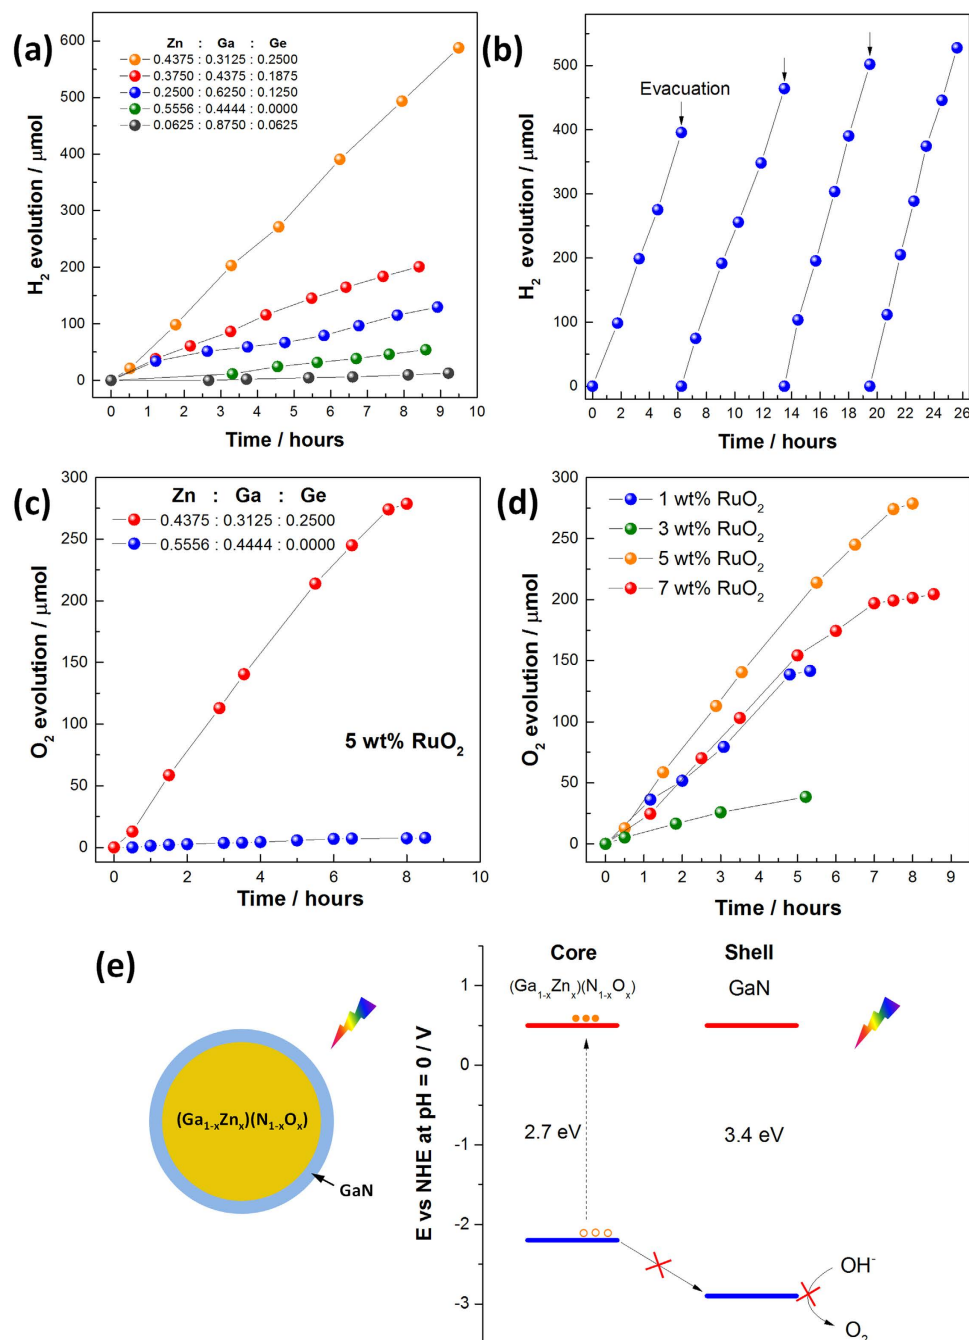 (a)
Zn : Ga : Ge
0.4375 : 0.3125 : 0.2500
0.3750 : 0.4375 : 0.1875
0.2500 : 0.6250 : 0.1250
0.5556 : 0.4444 : 0.0000
0.0625 : 0.8750 : 0.0625
600
500
400
300
200
100
0
H₂ evolution / μmol
0 1 2 3 4 5 6 7 8 9 10
Time / hours
(b)
Evacuation
500
400
300
200
100
0
H₂ evolution / μmol
0 2 4 6 8 10 12 14 16 18 20 22 24 26
Time / hours
(c)
Zn : Ga : Ge
0.4375 : 0.3125 : 0.2500
0.5556 : 0.4444 : 0.0000
5 wt% RuO₂
300
250
200
150
100
50
0
O₂ evolution / μmol
0 2 4 6 8 10
Time / hours
(d)
1 wt% RuO₂
3 wt% RuO₂
5 wt% RuO₂
7 wt% RuO₂
300
250
200
150
100
50
0
O₂ evolution / μmol
0 1 2 3 4 5 6 7 8 9
Time / hours
(e)
(Ga₁₋ₓZnₓ)(N₁₋ₓOₓ)
GaN
E vs NHE at pH = 0 / V
1
0
-1
-2
-3
Core
(Ga₁₋ₓZnₓ)(N₁₋ₓOₓ)
2.7 eV
Shell
GaN
3.4 eV
OH⁻
O₂